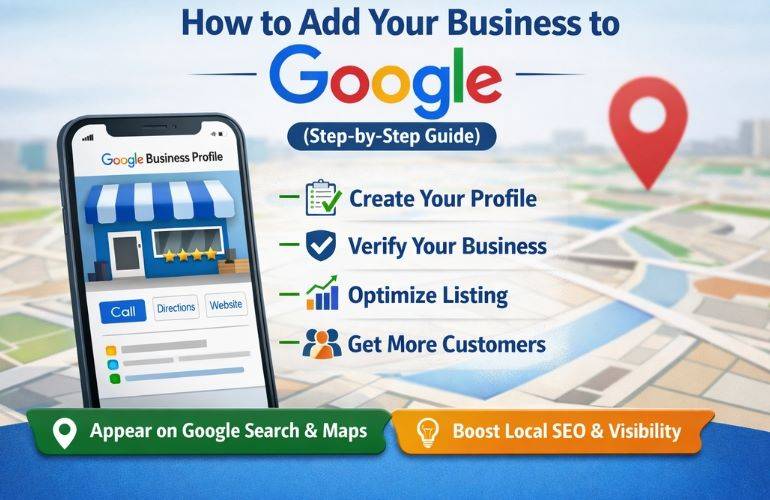 How to Add Your Business to
Google
(Step-by-Step Guide)
Google Business Profile
Call
Directions
Website
Create Your Profile
Verify Your Business
Optimize Listing
Get More Customers
Appear on Google Search & Maps
Boost Local SEO & Visibility